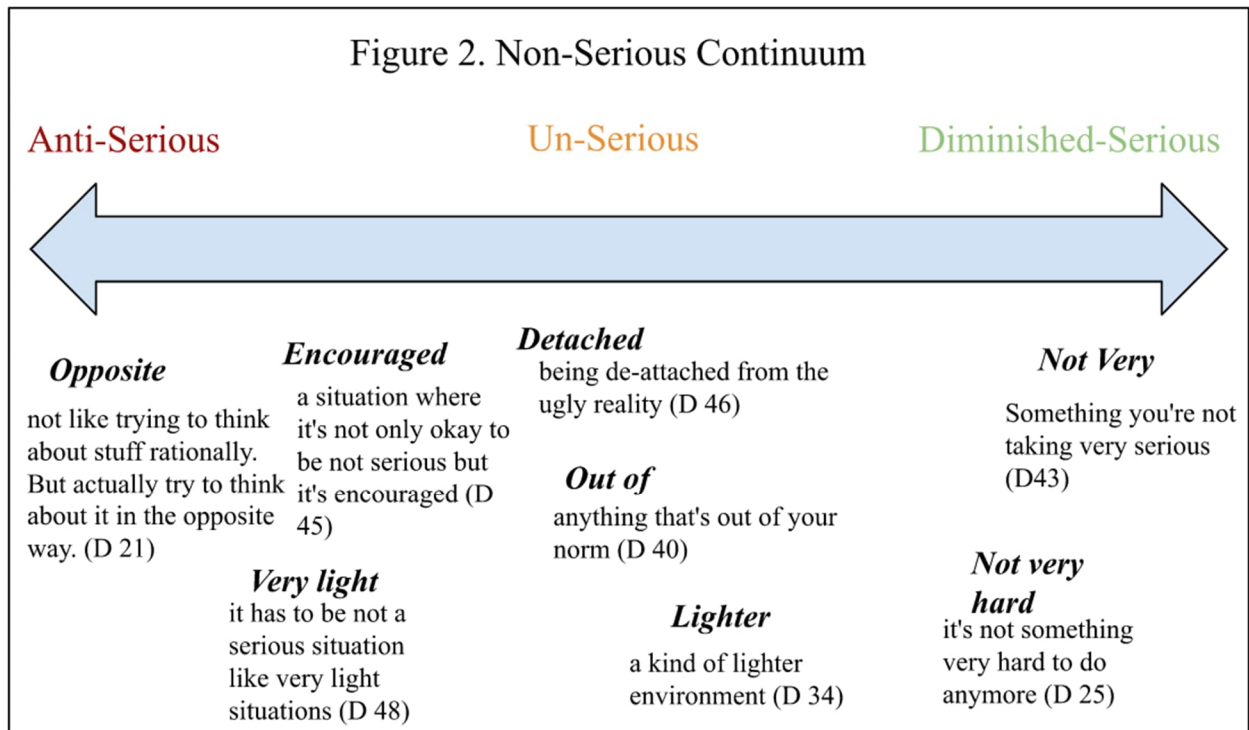 Figure 2. Non-Serious Continuum
Anti-Serious
Un-Serious
Diminished-Serious
Opposite
not like trying to think
about stuff rationally.
But actually try to think
about it in the opposite
way. (D 21)
Encouraged
a situation where
it's not only okay to
be not serious but
it's encouraged (D
45)
Very light
it has to be not a
serious situation
like very light
situations (D 48)
Detached
being de-attached from the
ugly reality (D 46)
Out of
anything that's out of your
norm (D 40)
Lighter
a kind of lighter
environment (D 34)
Not Very
Something you're not
taking very serious
(D43)
Not very
hard
it's not something
very hard to do
anymore (D 25)